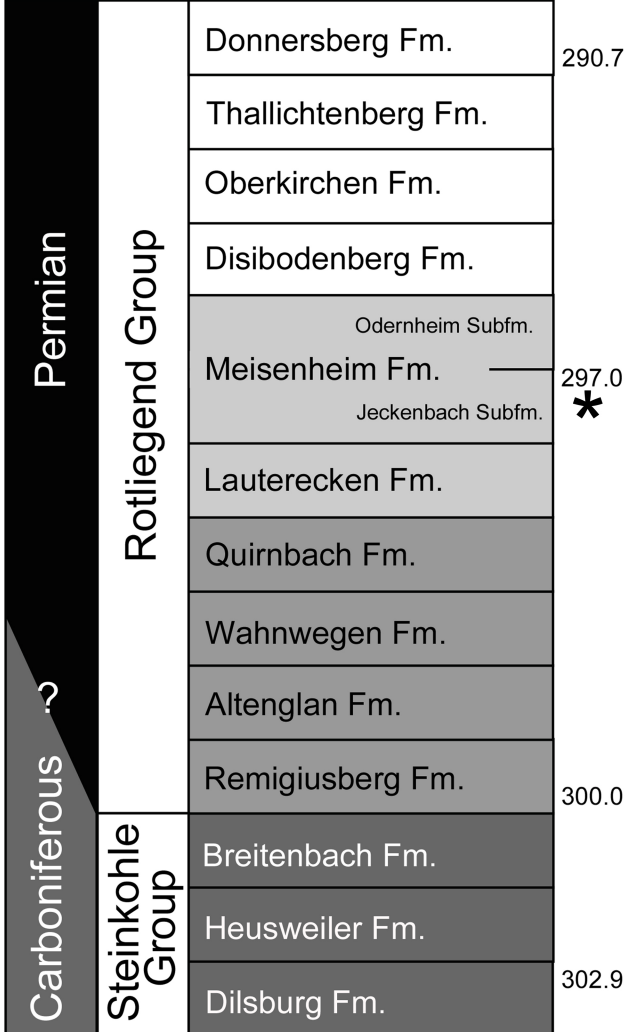 Permian
?
Carboniferous
Rotliegend Group
Steinkohle
Group
Donnersberg Fm.
290.7
Thallichtenberg Fm.
Oberkirchen Fm.
Disibodenberg Fm.
Odernheim Subfm.
Meisenheim Fm.
297.0
*
Jeckenbach Subfm.
Lauterecken Fm.
Quirnbach Fm.
Wahnwegen Fm.
Altenglan Fm.
Remigiusberg Fm.
300.0
Breitenbach Fm.
Heusweiler Fm.
302.9
Dilsburg Fm.